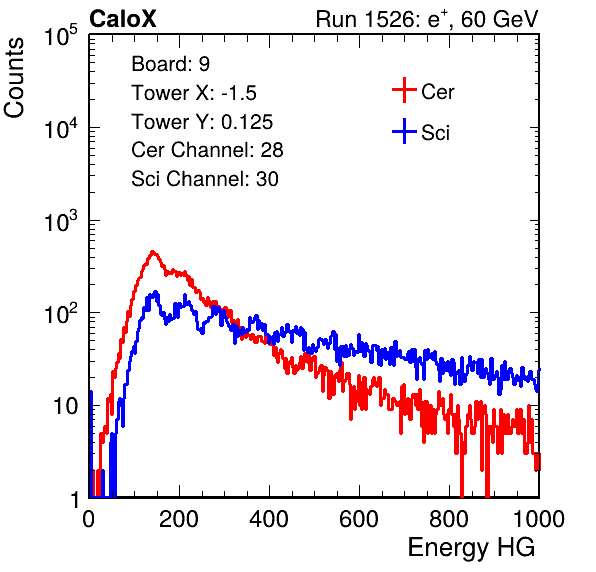 CaloX Run 1526: e⁺, 60 GeV
Counts
10⁵
10⁴
10³
10²
10
1
Board: 9
Tower X: -1.5
Tower Y: 0.125
Cer Channel: 28
Sci Channel: 30
Cer
Sci
0 200 400 600 800 1000
Energy HG